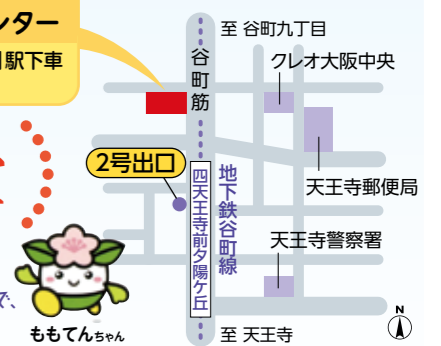 ンター
駅下車
至 谷町九丁目
谷町筋
クレオ大阪中央
2号出口
四天王寺前夕陽ケ丘
地下鉄谷町線
天王寺郵便局
天王寺警察署
で、
ももてんちゃん
至 天王寺
N